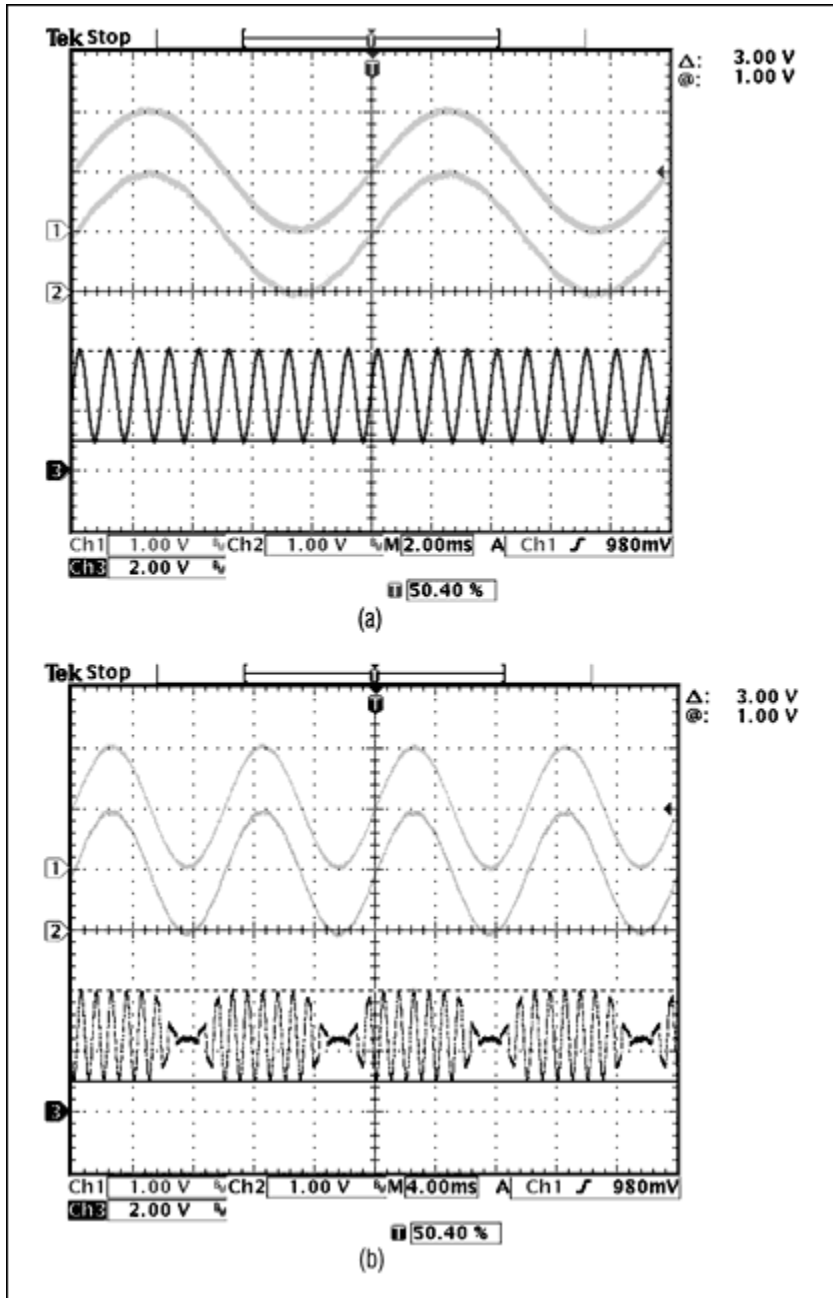 Tek Stop
T
T
Δ: 3.00 V
@: 1.00 V
1
2
3
Ch1 1.00 V Ch2 1.00 V M 2.00ms A Ch1 980mV
Ch3 2.00 V
T 50.40 %
(a)
Tek Stop
T
T
Δ: 3.00 V
@: 1.00 V
1
2
3
Ch1 1.00 V Ch2 1.00 V M 4.00ms A Ch1 980mV
Ch3 2.00 V
T 50.40 %
(b)